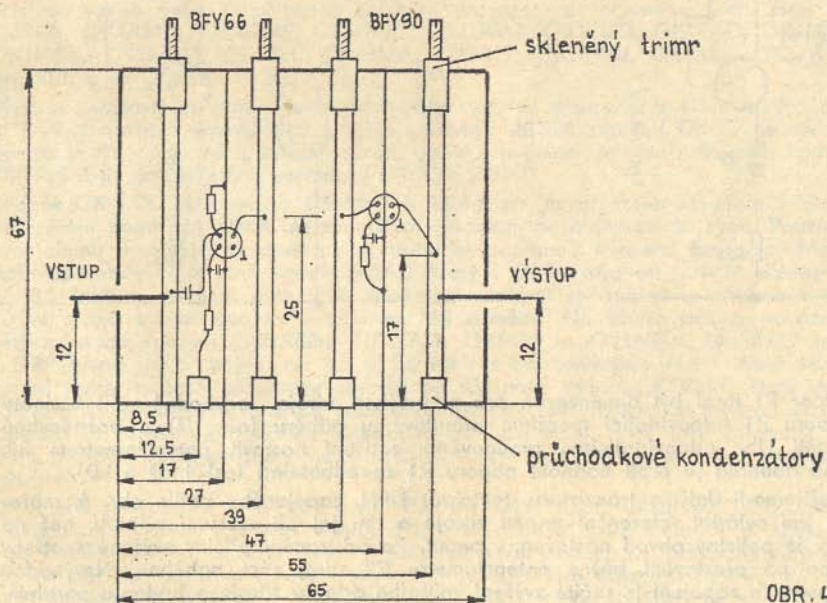 BFY66
BFY90
skleněný trimr
67
VSTUP
VÝSTUP
12
25
17
12
8,5
12,5
17
27
39
47
55
65
průchodkové kondenzátory
OBR. 4